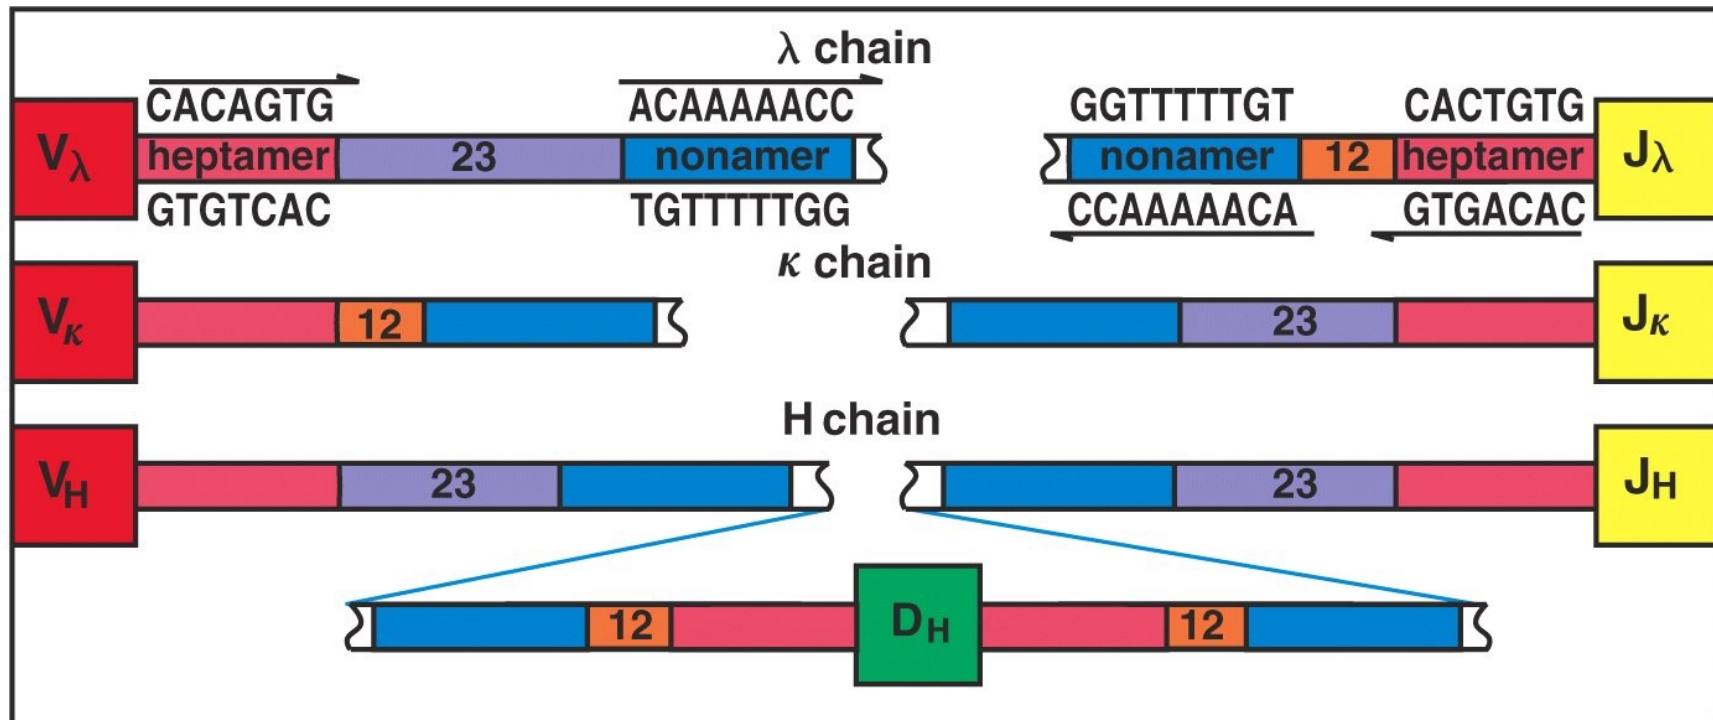 λ chain
CACAGTG ACAAAAACC GGTTTTTGT CACTGTG
Vλ heptamer 23 nonamer nonamer 12 heptamer Jλ
GTGTCAC TGTTTTTGG CCAAAAACA GTGACAC
κ chain
Vκ 12 23 Jκ
H chain
VH 23 23 JH
12 DH 12